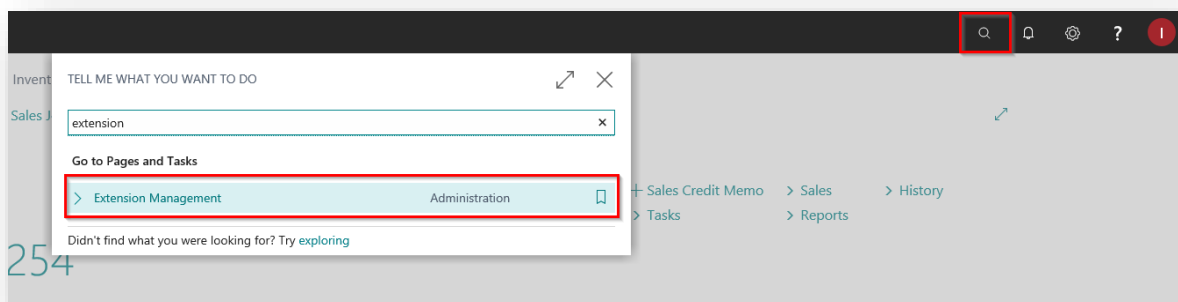 ?
I
Invent
TELL ME WHAT YOU WANT TO DO
Sales J
extension
Go to Pages and Tasks
Extension Management Administration
+ Sales Credit Memo > Sales > History
> Tasks > Reports
Didn't find what you were looking for? Try exploring
254